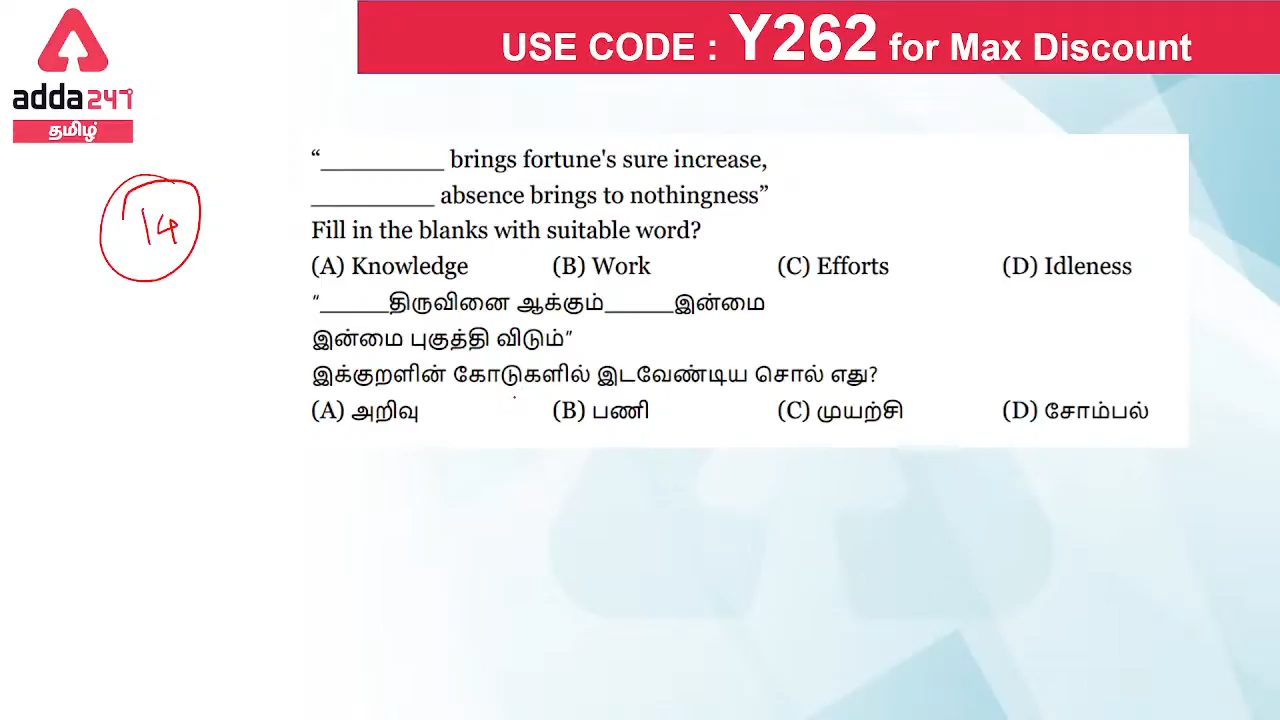 USE CODE : Y262 for Max Discount
adda247
தமிழ்
14
“__________ brings fortune's sure increase,
__________ absence brings to nothingness”
Fill in the blanks with suitable word?
(A) Knowledge (B) Work (C) Efforts (D) Idleness
“______திருவினை ஆக்கும்______இன்மை
இன்மை புகுத்தி விடும்”
இக்குறளின் கோடுகளில் இடவேண்டிய சொல் எது?
(A) அறிவு (B) பணி (C) முயற்சி (D) சோம்பல்